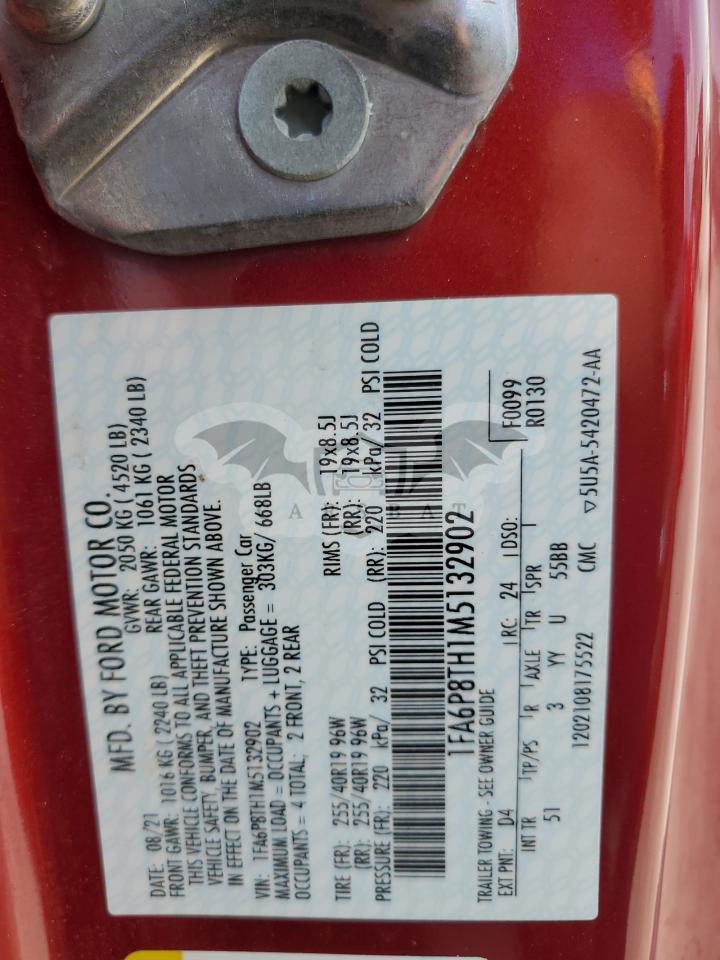 MFD. BY FORD MOTOR CO.
DATE: 08/21 GVWR: 2050 KG ( 4520 LB)
FRONT GAWR: 1016 KG ( 2240 LB) REAR GAWR: 1061 KG ( 2340 LB)
THIS VEHICLE CONFORMS TO ALL APPLICABLE FEDERAL MOTOR
VEHICLE SAFETY, BUMPER, AND THEFT PREVENTION STANDARDS
IN EFFECT ON THE DATE OF MANUFACTURE SHOWN ABOVE.
VIN: 1FA6P8TH1M5132902 TYPE: Passenger Car
MAXIMUM LOAD = OCCUPANTS + LUGGAGE = 303KG/ 668LB
OCCUPANTS = 4 TOTAL; 2 FRONT, 2 REAR
TIRE (FR): 255/40R19 96W RIMS (FR): 19x8.5J
(RR): 255/40R19 96W (RR): 19x8.5J
PRESSURE (FR): 220 kPa/ 32 PSI COLD (RR): 220 kPa/ 32 PSI COLD
1FA6P8TH1M5132902
TRAILER TOWING - SEE OWNER GUIDE F0099
EXT PNT: D4 RC: 24 DSO: R0130
INT TR TP/PS R AXLE TR SPR
51 3 YY U 55BB
1202108175522 CMC ▽5U5A-5420472-AA